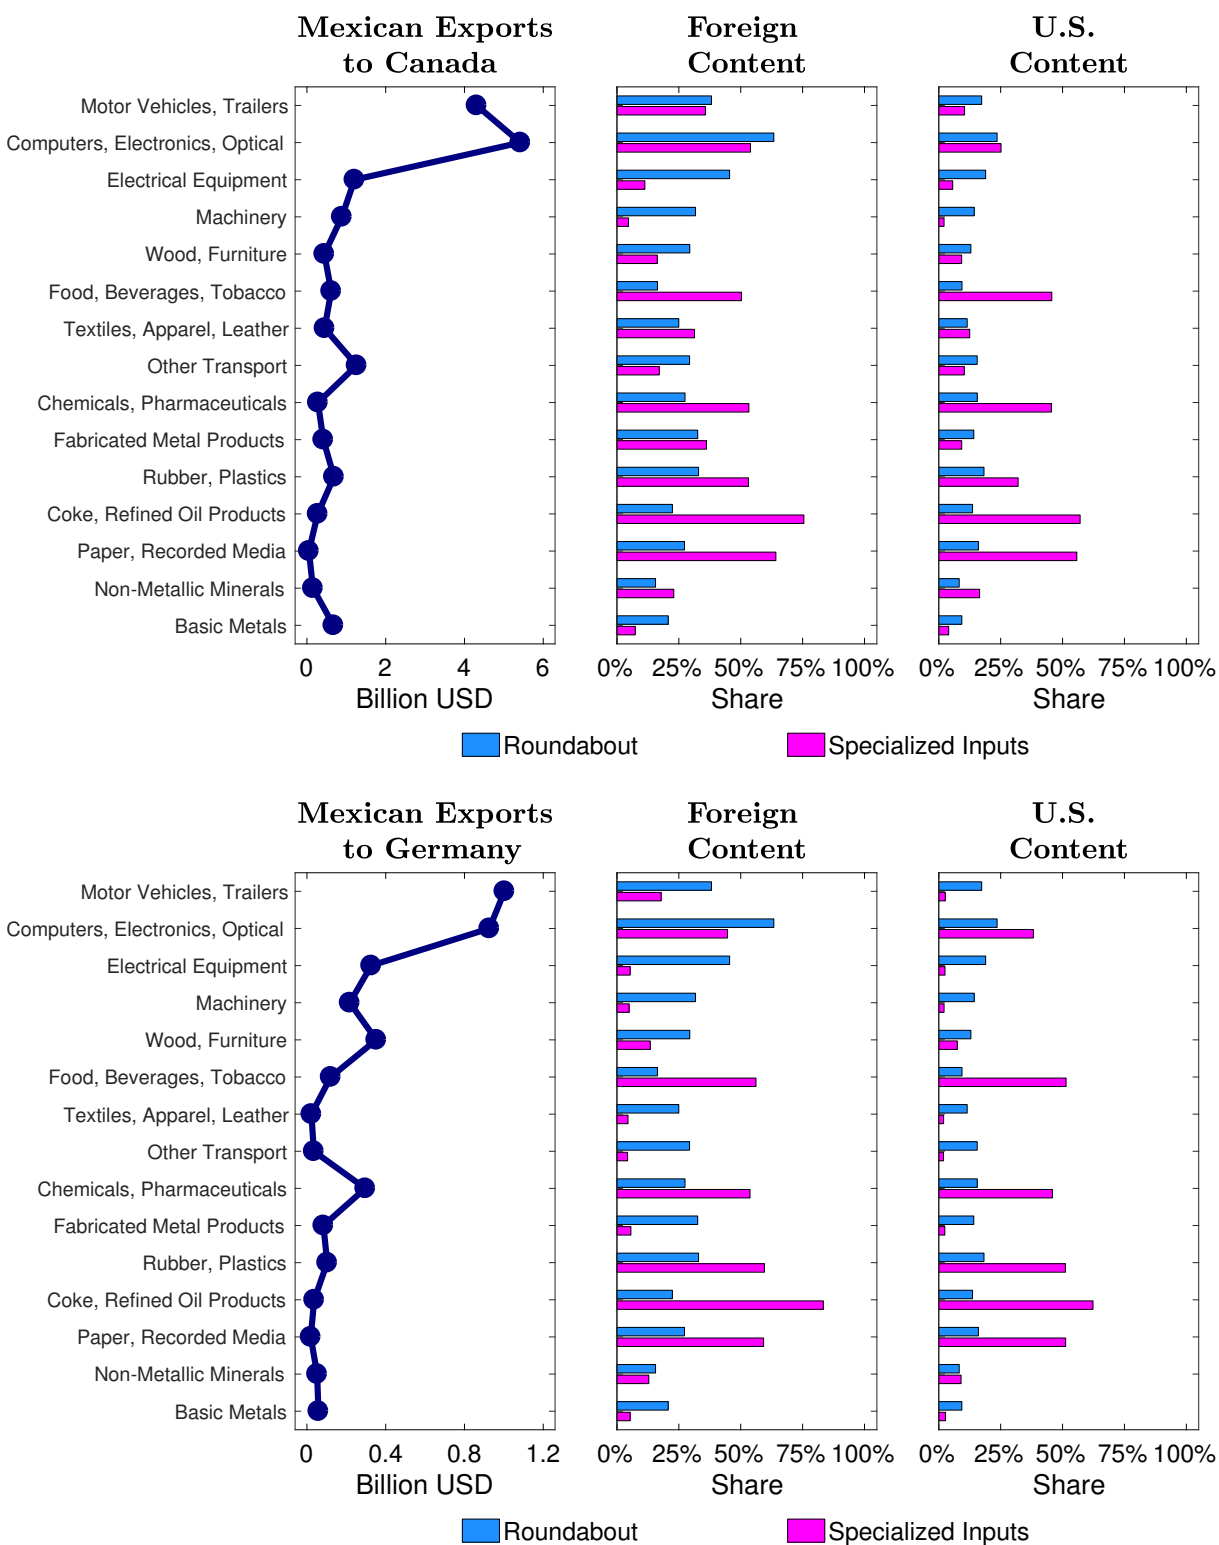 Mexican Exports
to Canada
Foreign
Content
U.S.
Content
Motor Vehicles, Trailers
Computers, Electronics, Optical
Electrical Equipment
Machinery
Wood, Furniture
Food, Beverages, Tobacco
Textiles, Apparel, Leather
Other Transport
Chemicals, Pharmaceuticals
Fabricated Metal Products
Rubber, Plastics
Coke, Refined Oil Products
Paper, Recorded Media
Non-Metallic Minerals
Basic Metals
0 2 4 6
Billion USD
0% 25% 50% 75% 100%
Share
0% 25% 50% 75% 100%
Share
Roundabout Specialized Inputs
Mexican Exports
to Germany
Foreign
Content
U.S.
Content
Motor Vehicles, Trailers
Computers, Electronics, Optical
Electrical Equipment
Machinery
Wood, Furniture
Food, Beverages, Tobacco
Textiles, Apparel, Leather
Other Transport
Chemicals, Pharmaceuticals
Fabricated Metal Products
Rubber, Plastics
Coke, Refined Oil Products
Paper, Recorded Media
Non-Metallic Minerals
Basic Metals
0 0.4 0.8 1.2
Billion USD
0% 25% 50% 75% 100%
Share
0% 25% 50% 75% 100%
Share
Roundabout Specialized Inputs